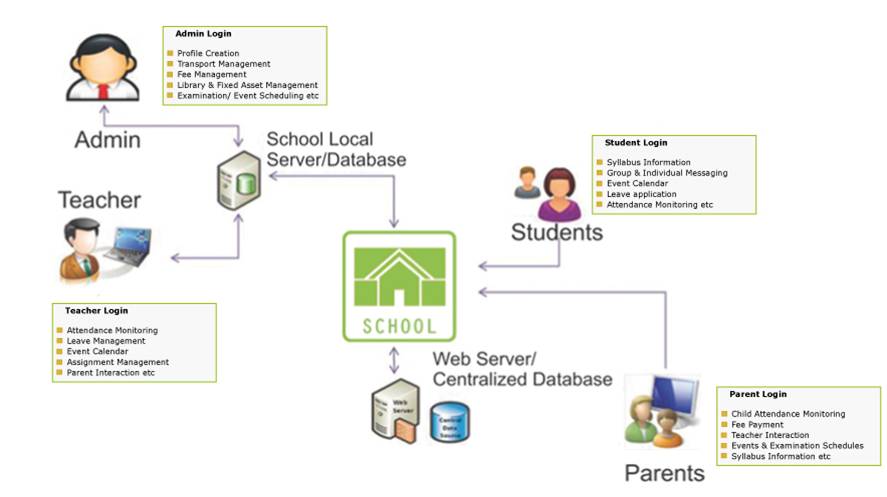 Admin Login
Profile Creation
Transport Management
Fee Management
Library & Fixed Asset Management
Examination/ Event Scheduling etc
Admin
School Local
Server/Database
Teacher
Teacher Login
Attendance Monitoring
Leave Management
Event Calendar
Assignment Management
Parent Interaction etc
Student Login
Syllabus Information
Group & Individual Messaging
Event Calendar
Leave application
Attendance Monitoring etc
Students
SCHOOL
Web Server/
Centralized Database
Web
Server
Central
Data
Source
Parent Login
Child Attendance Monitoring
Fee Payment
Teacher Interaction
Events & Examination Schedules
Syllabus Information etc
Parents